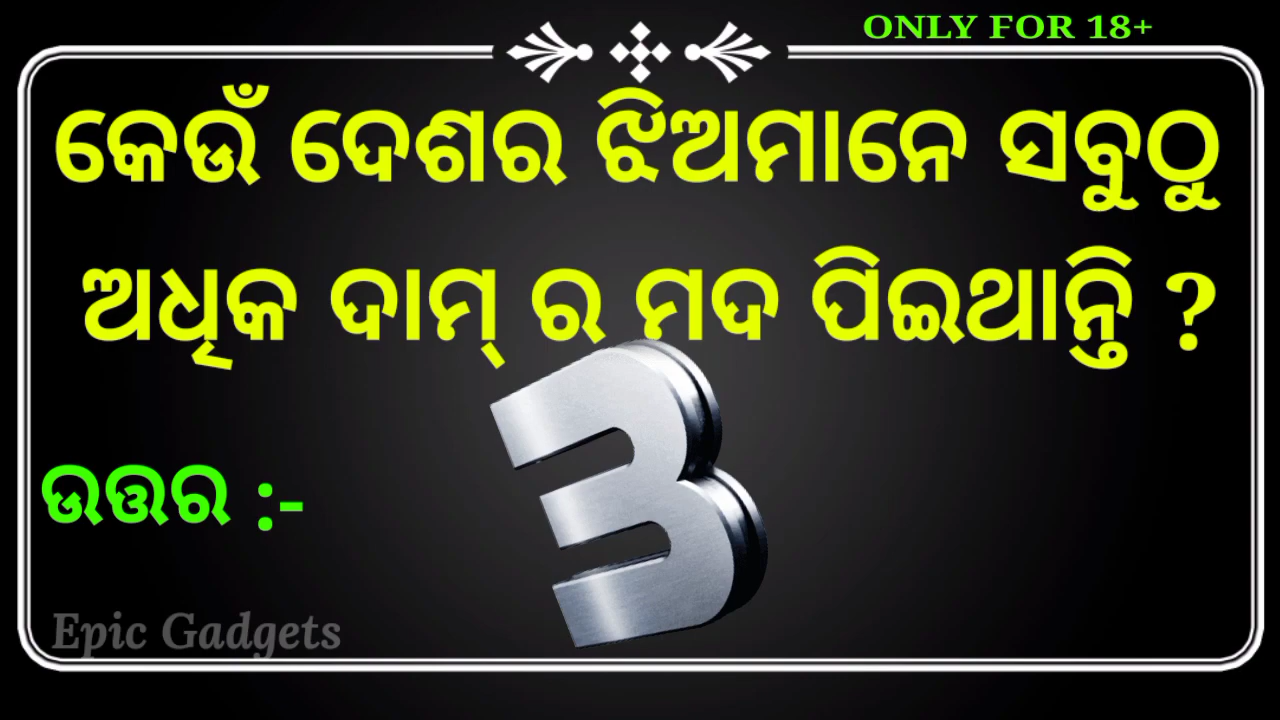 ONLY FOR 18+
କେଉଁ ଦେଶର ଝିଅମାନେ ସବୁଠୁ
ଅଧିକ ଦାମ୍ ର ମଦ ପିଇଥାନ୍ତି ?
3
ଉତ୍ତର :-
Epic Gadgets